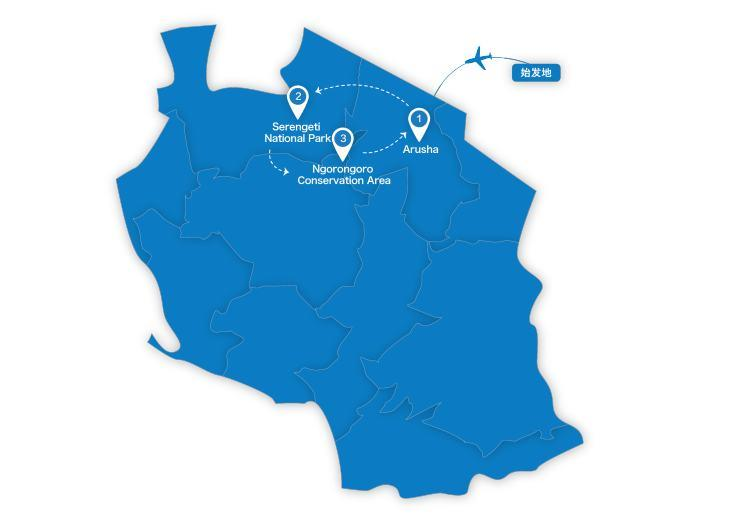 始发地
2
1
Serengeti
National Park
3
Arusha
Ngorongoro
Conservation Area